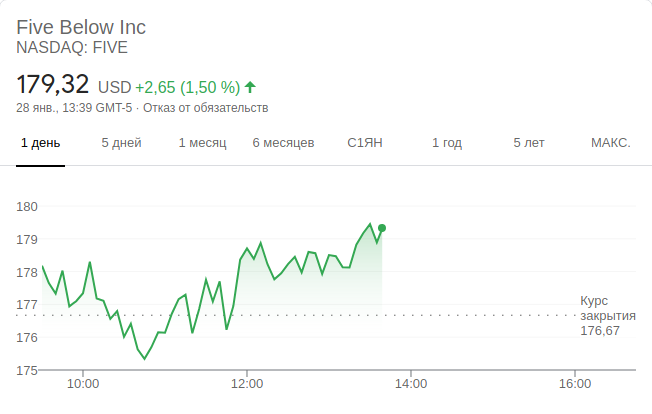 Five Below Inc
NASDAQ: FIVE
179,32 USD +2,65 (1,50 %)
28 янв., 13:39 GMT-5 · Отказ от обязательств
1 день 5 дней 1 месяц 6 месяцев С1ЯН 1 год 5 лет МАКС.
180
179
178
177
176
175
Курс
закрытия
176,67
10:00 12:00 14:00 16:00